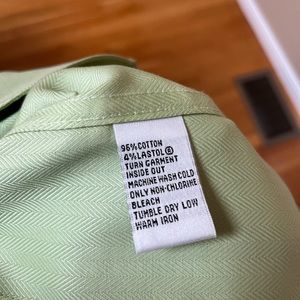 96%COTTON
4%LASTOL®
TURN GARMENT
INSIDE OUT
MACHINE WASH COLD
ONLY NON-CHLORINE
BLEACH
TUMBLE DRY LOW
WARM IRON